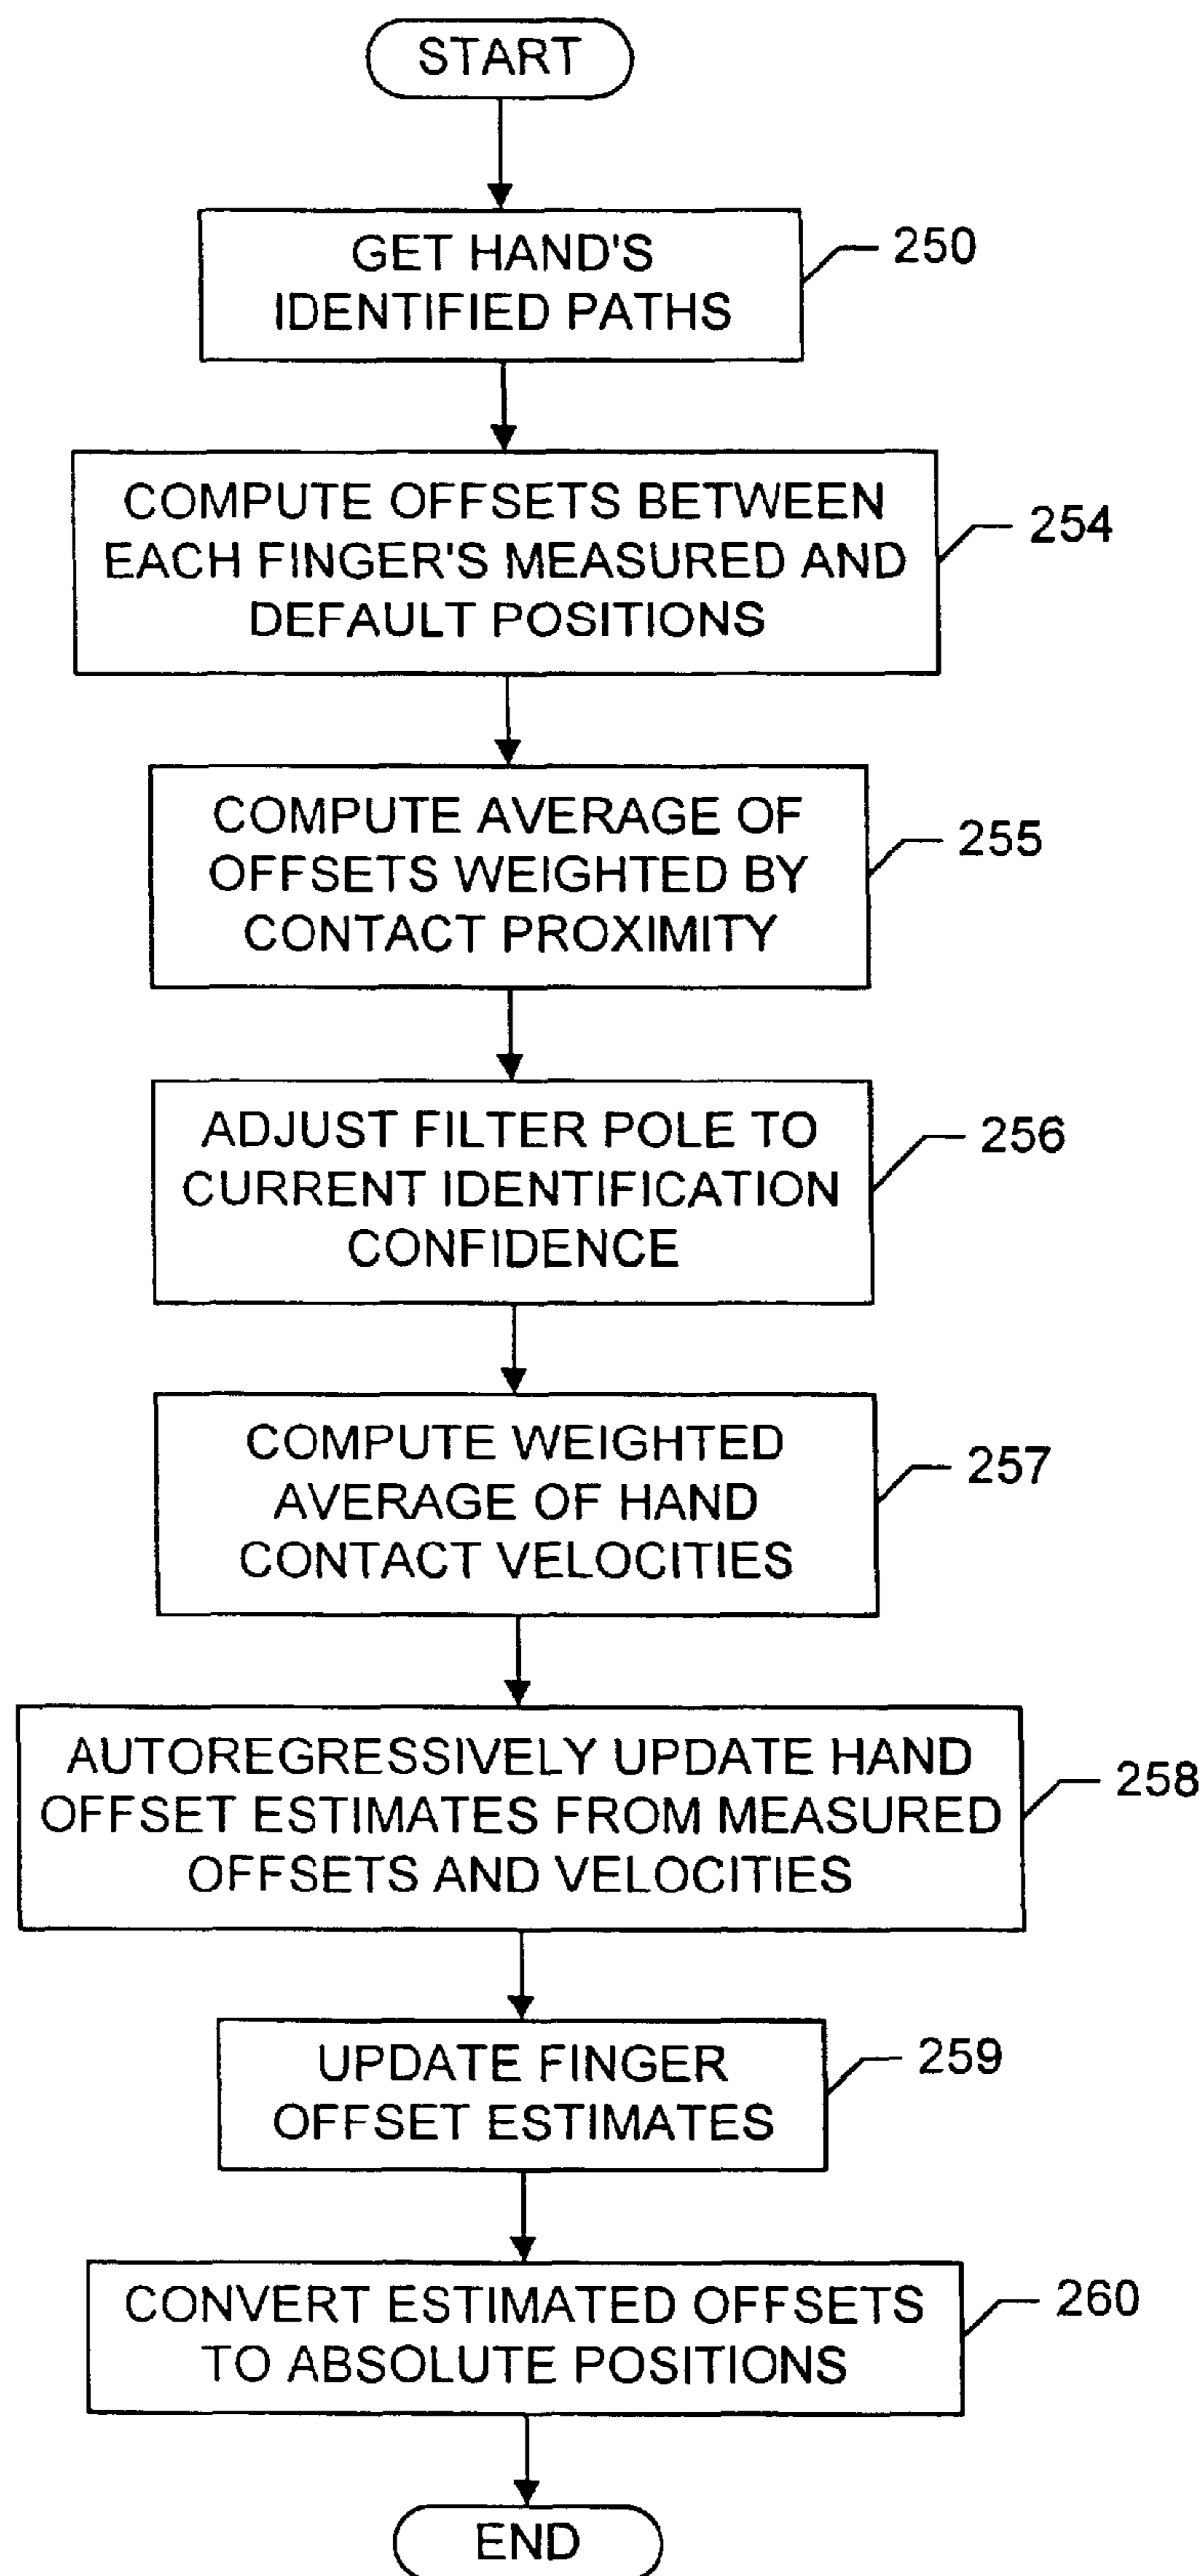 START
GET HAND'S
IDENTIFIED PATHS
250
COMPUTE OFFSETS BETWEEN
EACH FINGER'S MEASURED AND
DEFAULT POSITIONS
254
COMPUTE AVERAGE OF
OFFSETS WEIGHTED BY
CONTACT PROXIMITY
255
ADJUST FILTER POLE TO
CURRENT IDENTIFICATION
CONFIDENCE
256
COMPUTE WEIGHTED
AVERAGE OF HAND
CONTACT VELOCITIES
257
AUTOREGRESSIVELY UPDATE HAND
OFFSET ESTIMATES FROM MEASURED
OFFSETS AND VELOCITIES
258
UPDATE FINGER
OFFSET ESTIMATES
259
CONVERT ESTIMATED OFFSETS
TO ABSOLUTE POSITIONS
260
END